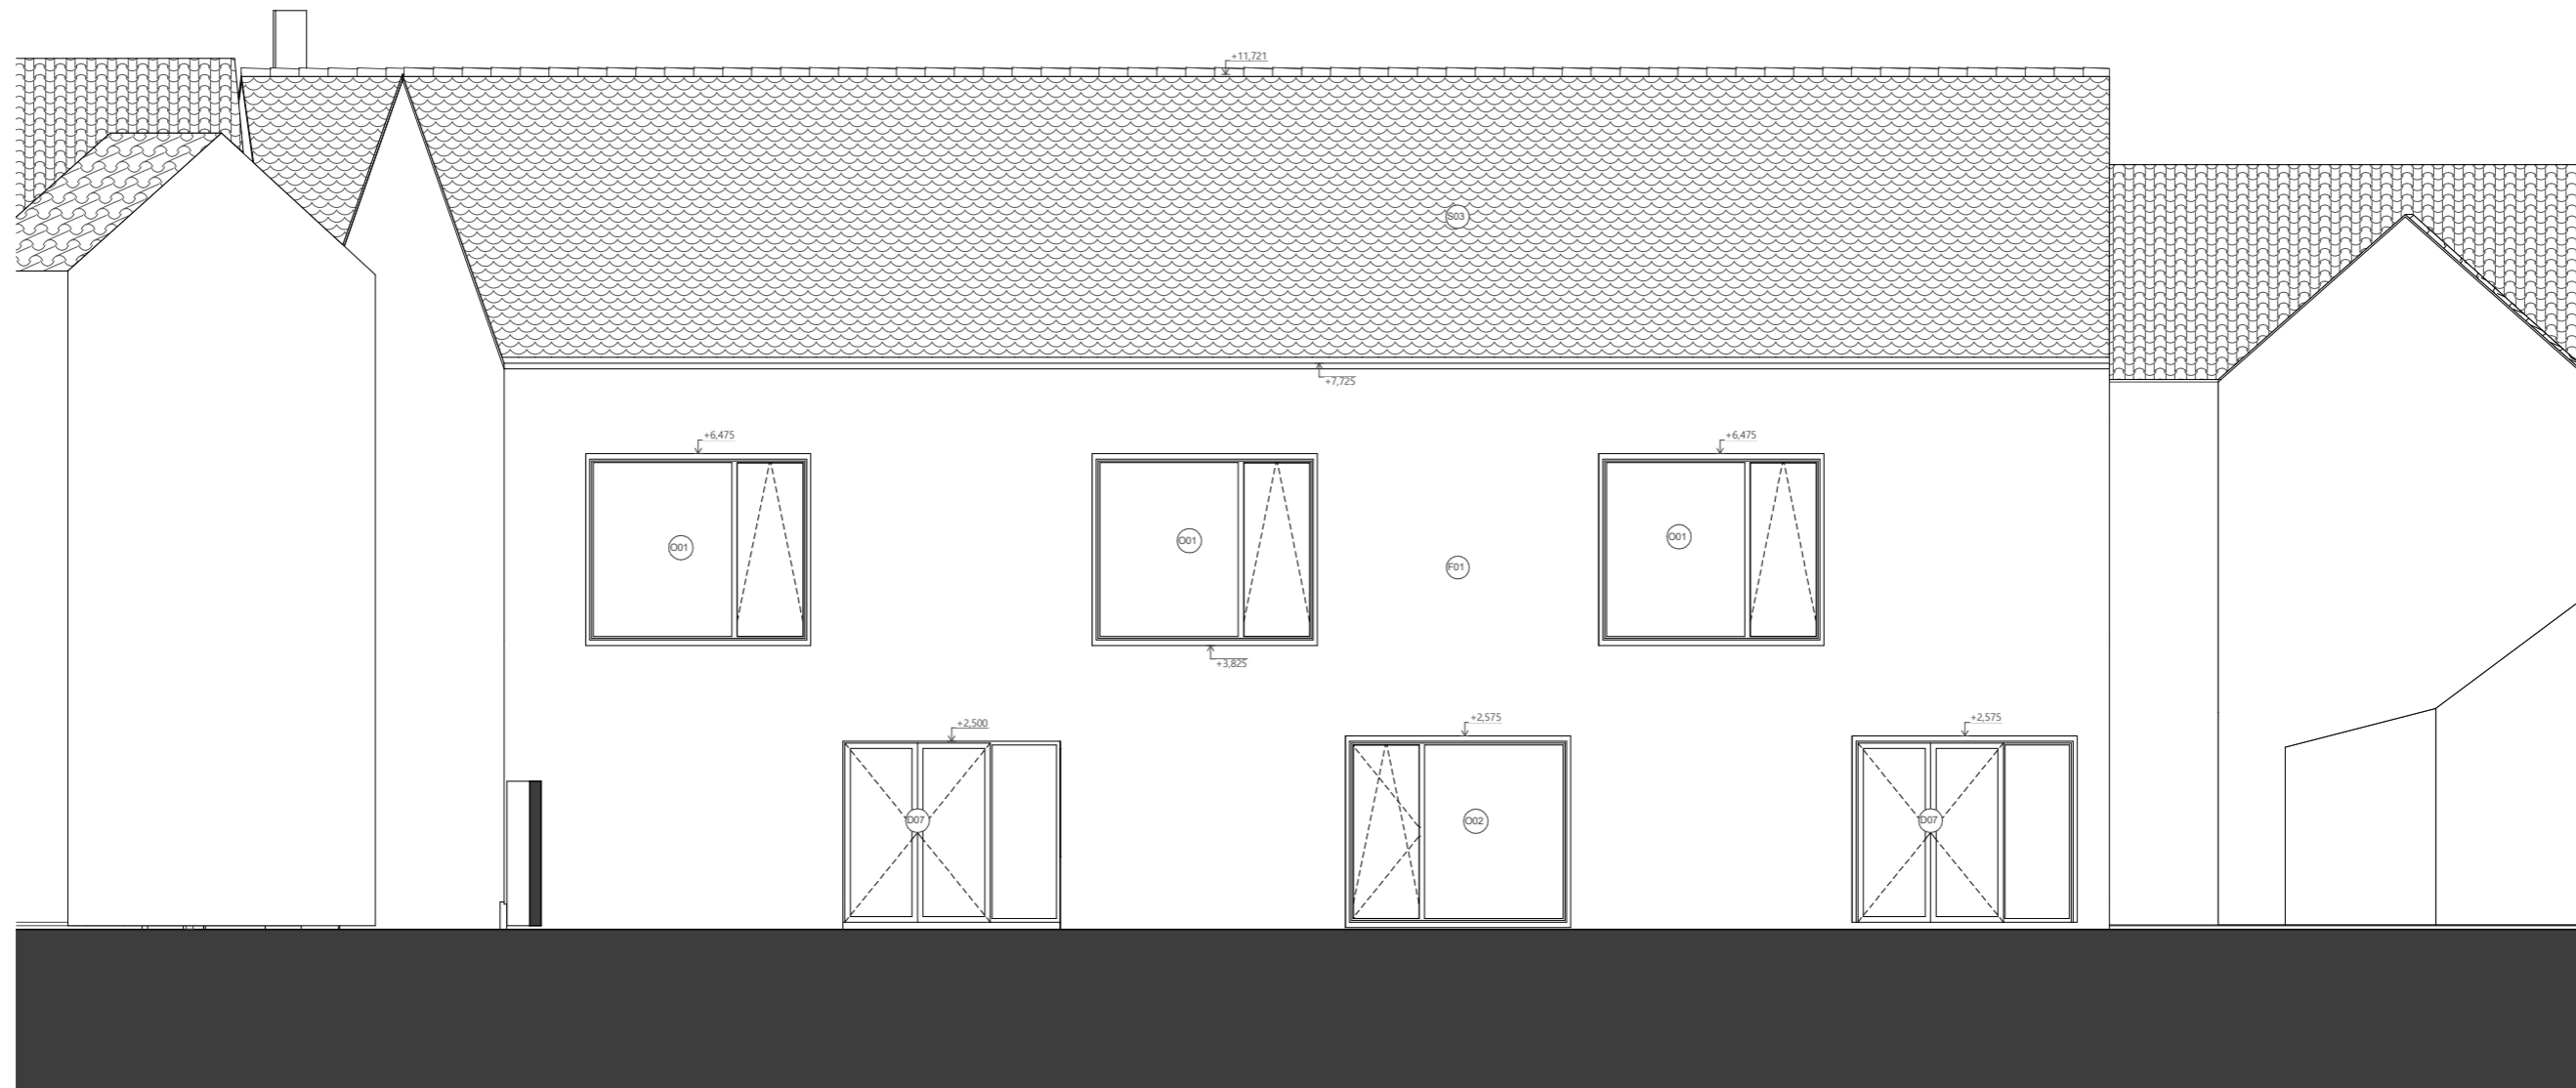 +11,721
S03
+7,725
+6,475
+6,475
O01
O01
O01
F01
+3,825
+2,500
+2,575
+2,575
D07
O02
D07